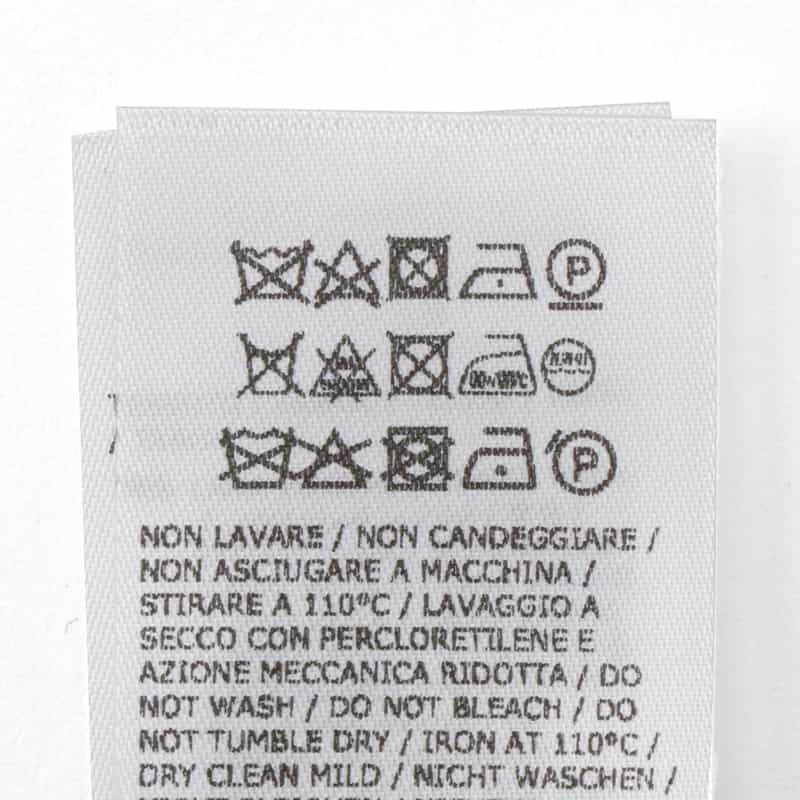 P
P
NON LAVARE / NON CANDEGGIARE /
NON ASCIUGARE A MACCHINA /
STIRARE A 110°C / LAVAGGIO A
SECCO CON PERCLORETILENE E
AZIONE MECCANICA RIDOTTA / DO
NOT WASH / DO NOT BLEACH / DO
NOT TUMBLE DRY / IRON AT 110°C /
DRY CLEAN MILD / NICHT WASCHEN /